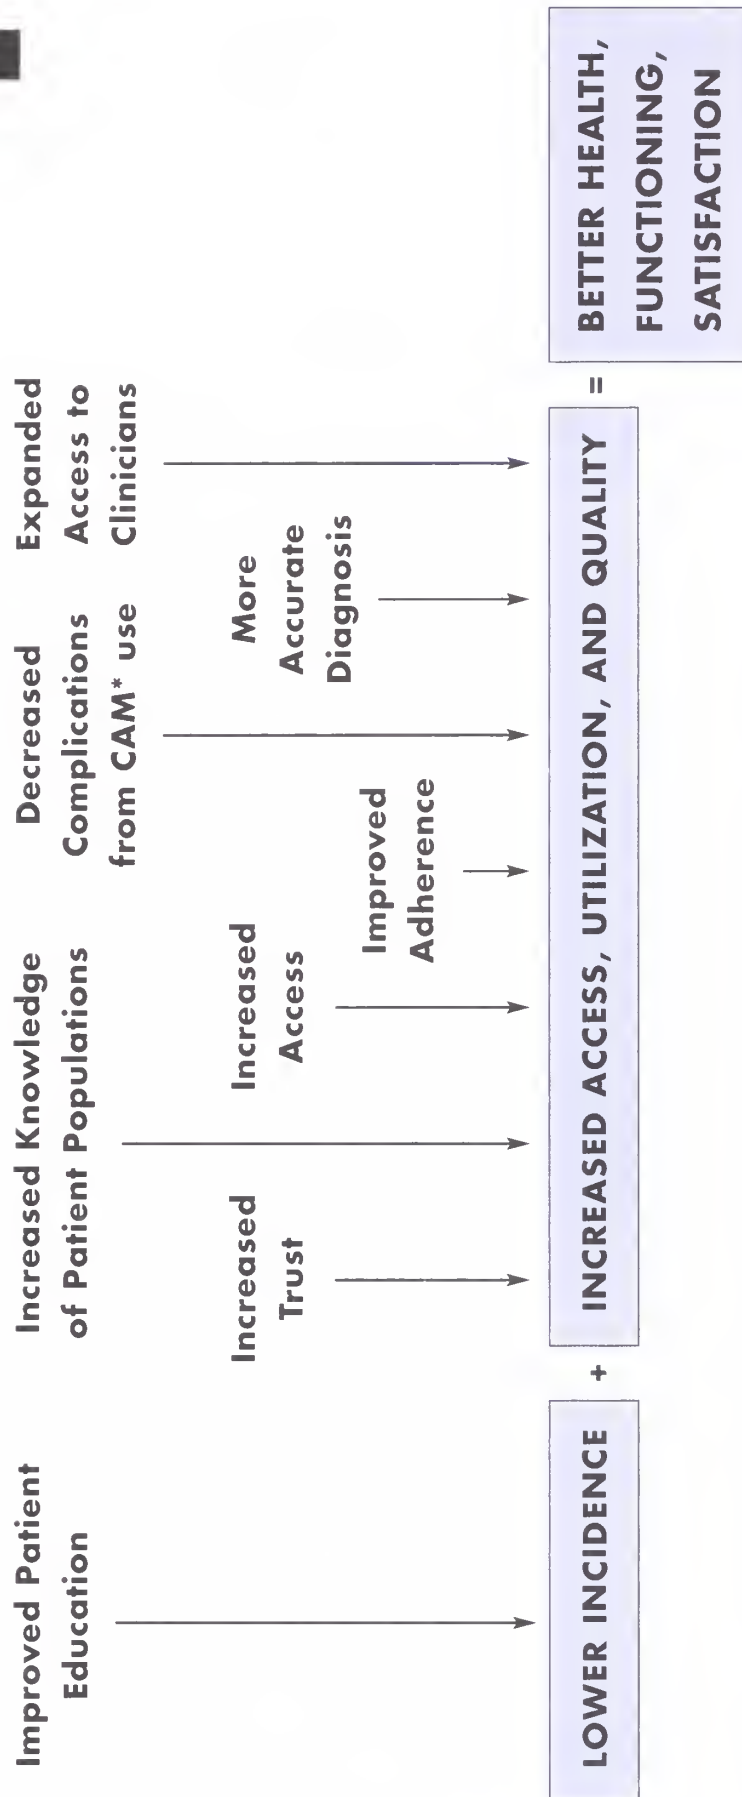 Improved Patient
Education
Increased Knowledge
of Patient Populations
Decreased
Complications
from CAM* use
Expanded
Access to
Clinicians
Increased
Trust
Increased
Access
More
Accurate
Diagnosis
Improved
Adherence
LOWER INCIDENCE
+
INCREASED ACCESS, UTILIZATION, AND QUALITY
=
BETTER HEALTH,
FUNCTIONING,
SATISFACTION